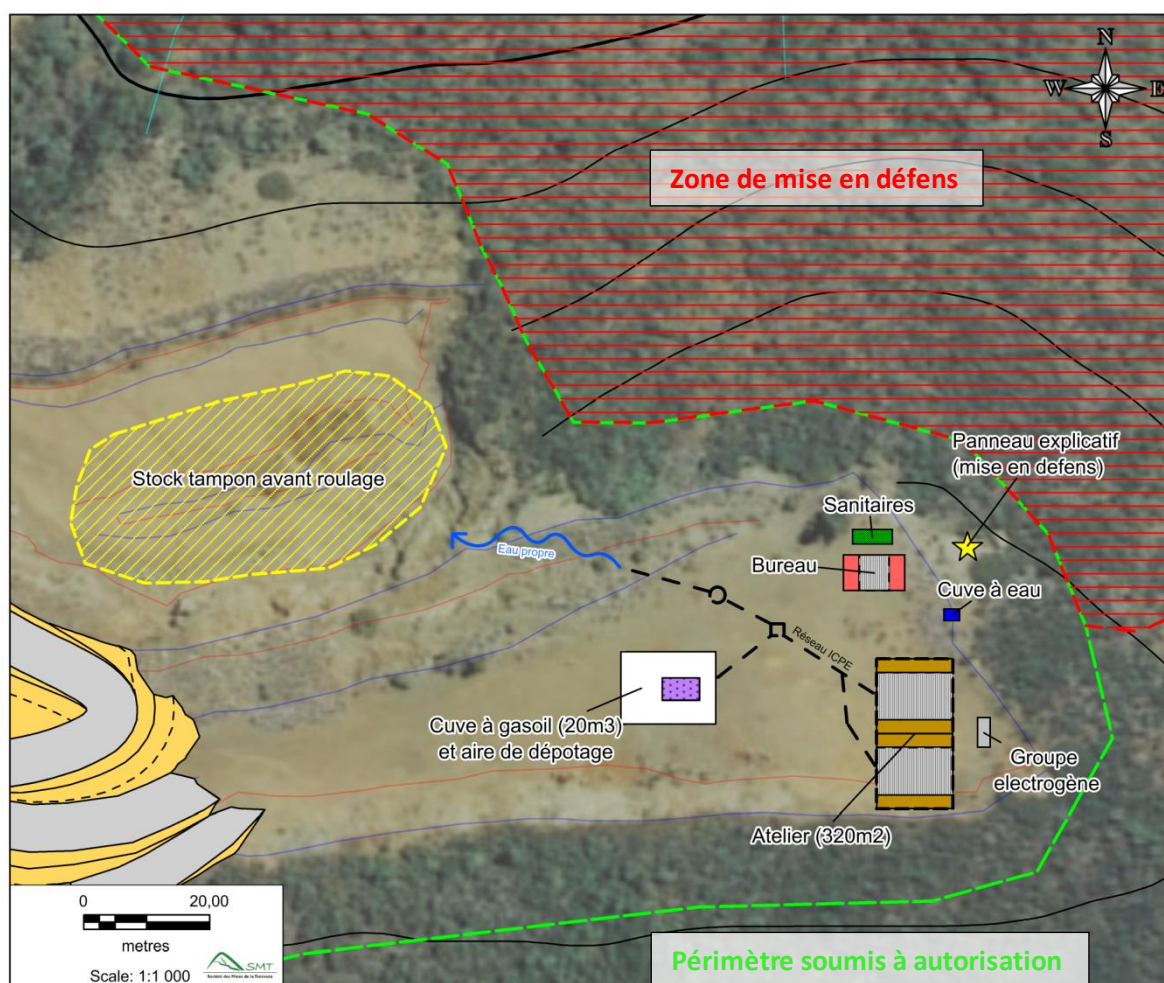 N
W E
S
Zone de mise en défens
Panneau explicatif
(mise en defens)
Stock tampon avant roulage
Sanitaires
Eau propre
Bureau
Cuve à eau
Réseau ICPE
Cuve à gasoil (20m3)
et aire de dépotage
Groupe
electrogène
Atelier (320m2)
0 20,00
metres
Scale: 1:1 000
SMT
Périmètre soumis à autorisation